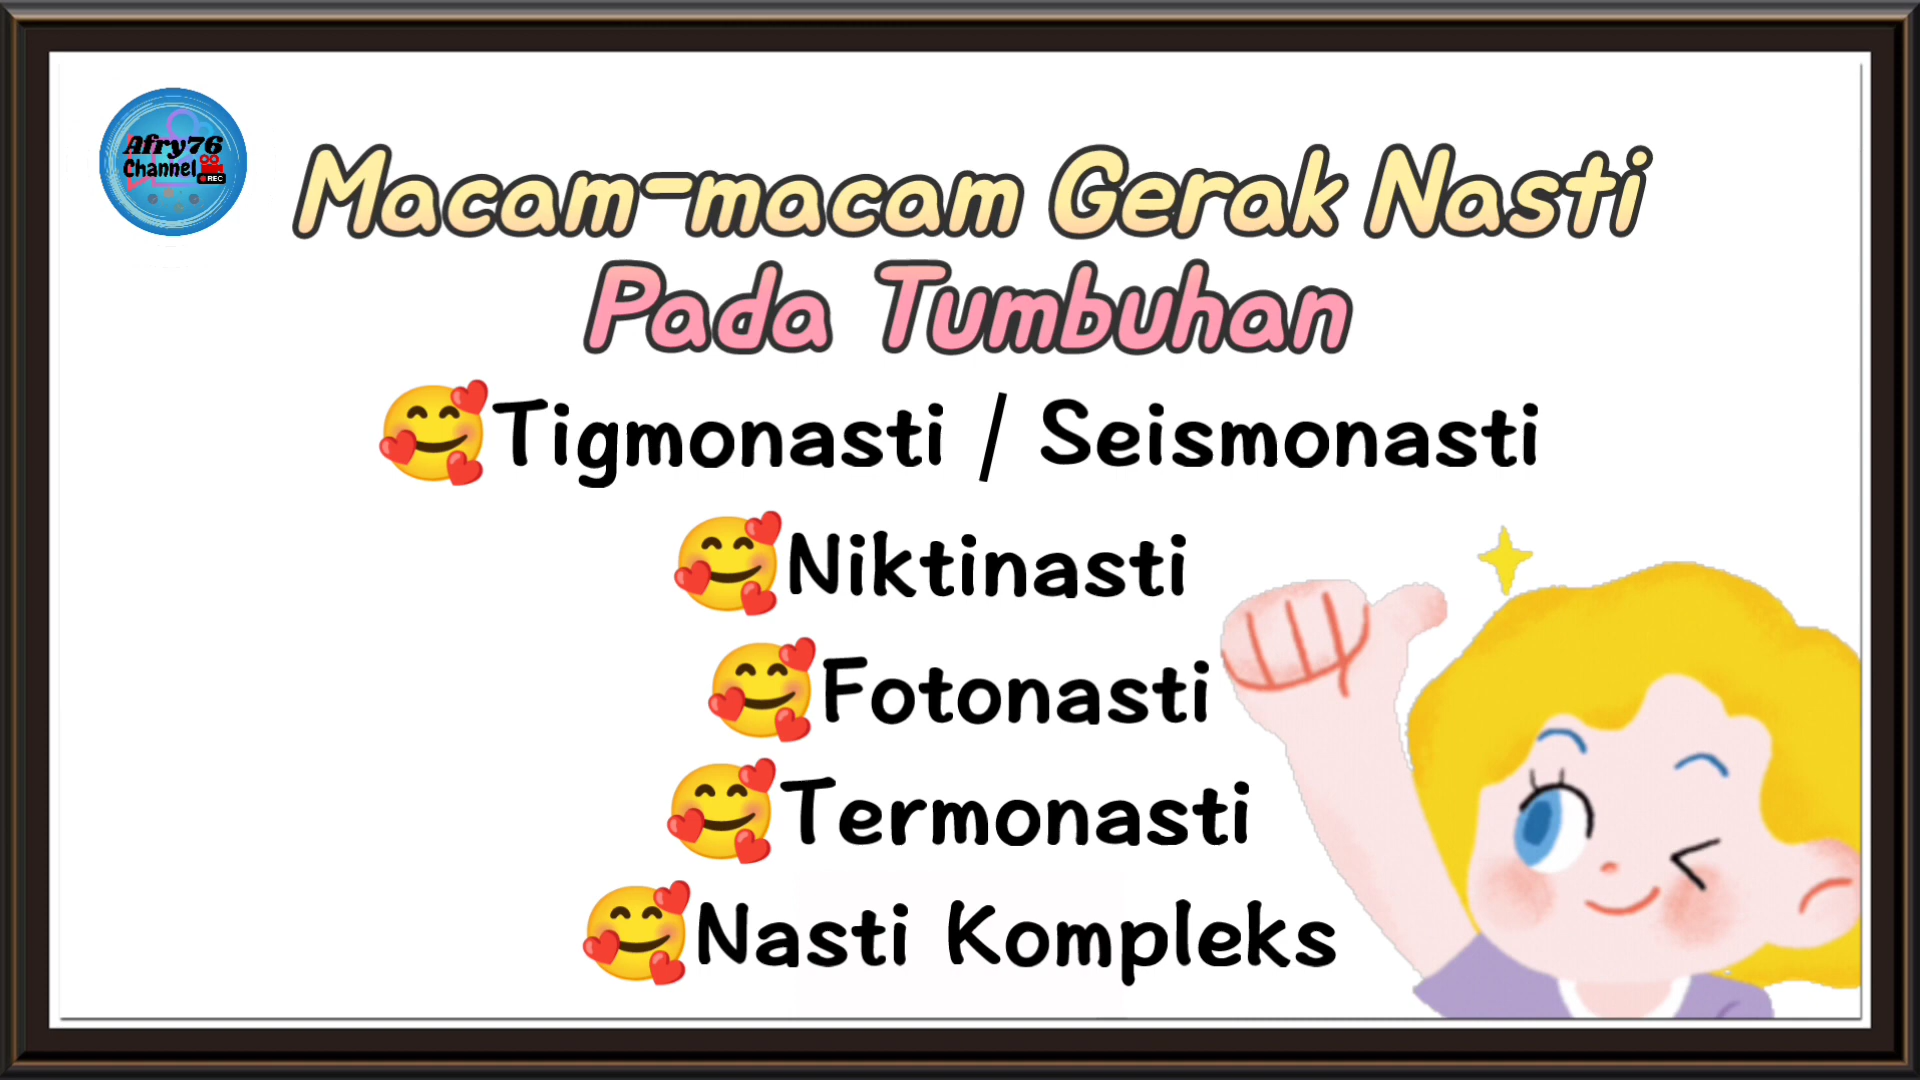 Afry76
Channel
REC
Macam-macam Gerak Nasti
Pada Tumbuhan
🥰Tigmonasti / Seismonasti
🥰Niktinasti
🥰Fotonasti
🥰Termonasti
🥰Nasti Kompleks